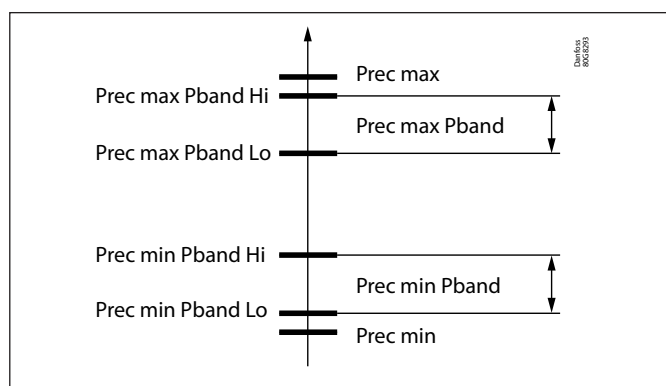 Danfoss
80G8293
Prec max
Prec max Pband Hi
Prec max Pband
Prec max Pband Lo
Prec min Pband Hi
Prec min Pband
Prec min Pband Lo
Prec min